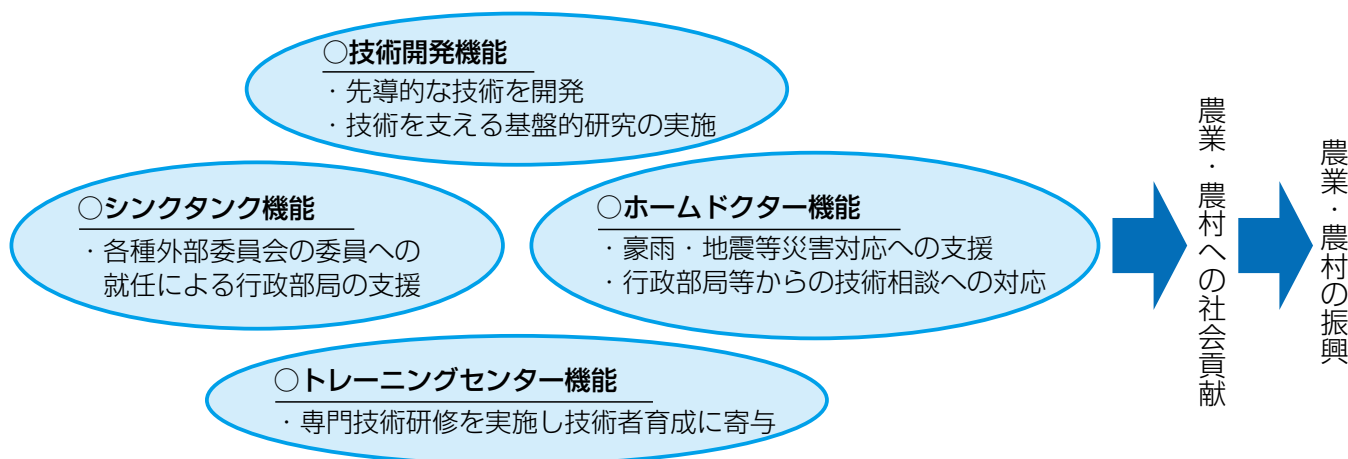 ○技術開発機能
・先導的な技術を開発
・技術を支える基盤的研究の実施
○シンクタンク機能
・各種外部委員会の委員への
就任による行政部局の支援
○ホームドクター機能
・豪雨・地震等災害対応への支援
・行政部局等からの技術相談への対応
○トレーニングセンター機能
・専門技術研修を実施し技術者育成に寄与
農業・農村への社会貢献
農業・農村の振興